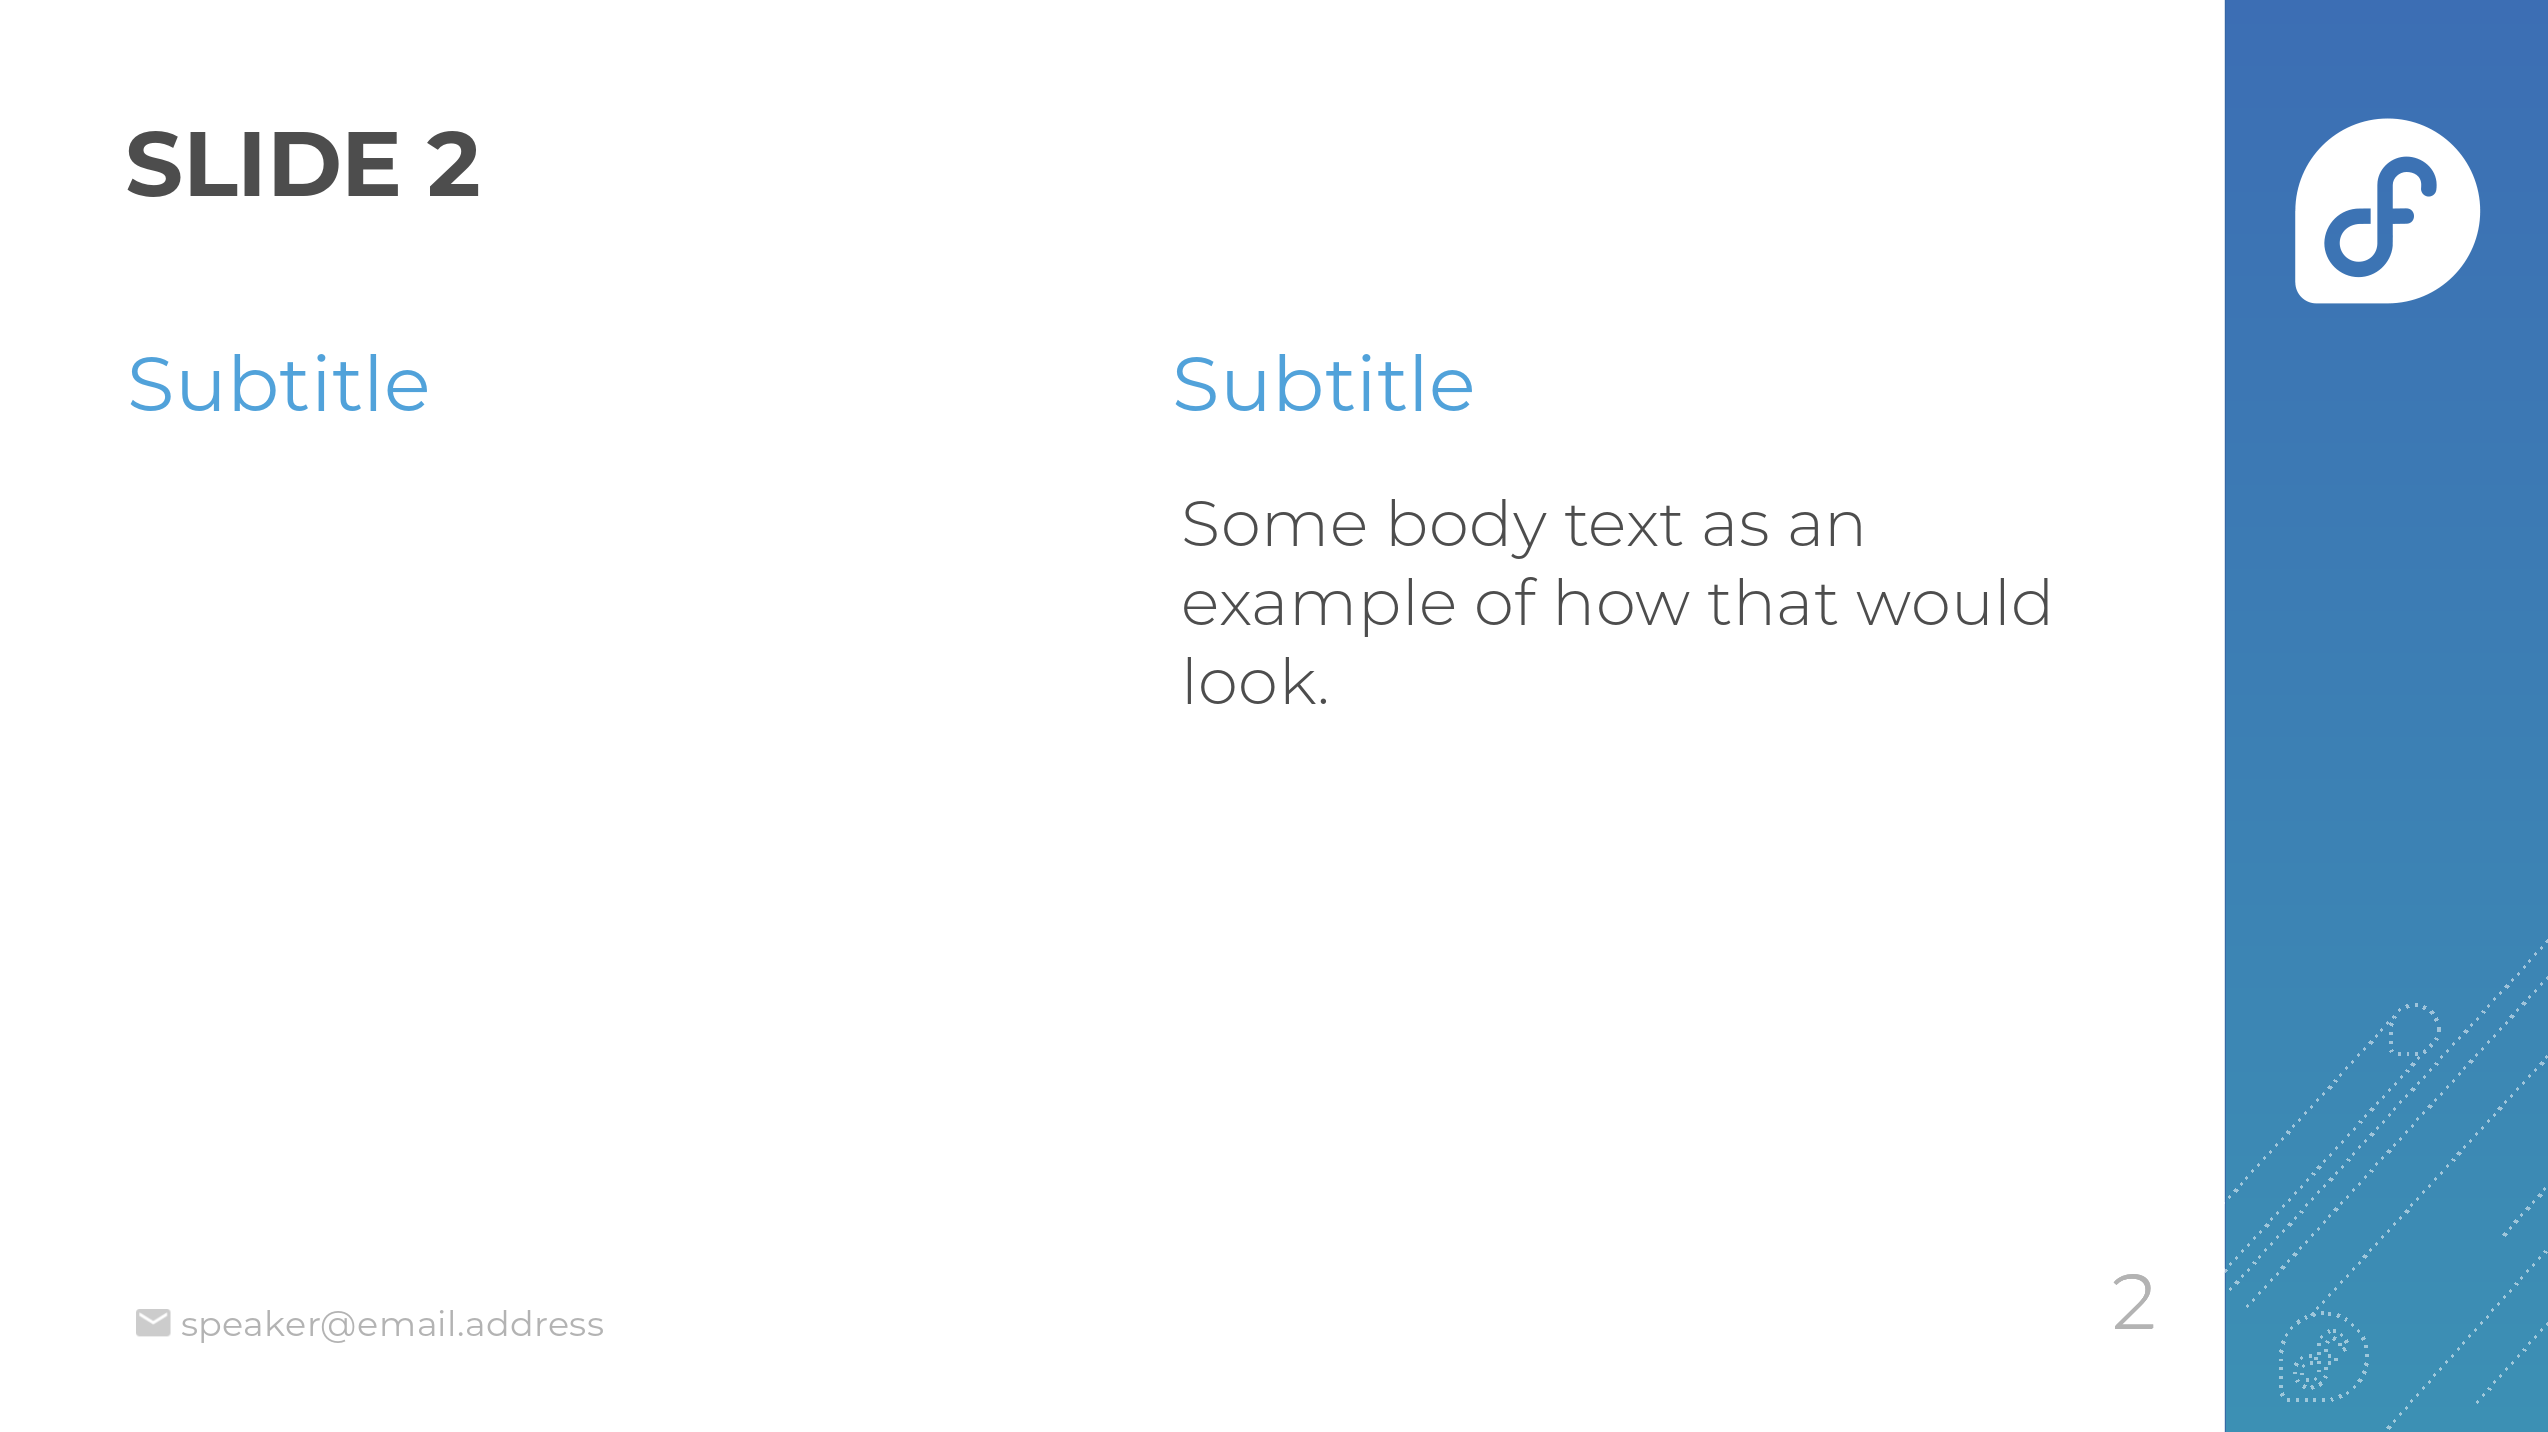 SLIDE 2
Subtitle
Subtitle
Some body text as an
example of how that would
look.
speaker@email.address
2